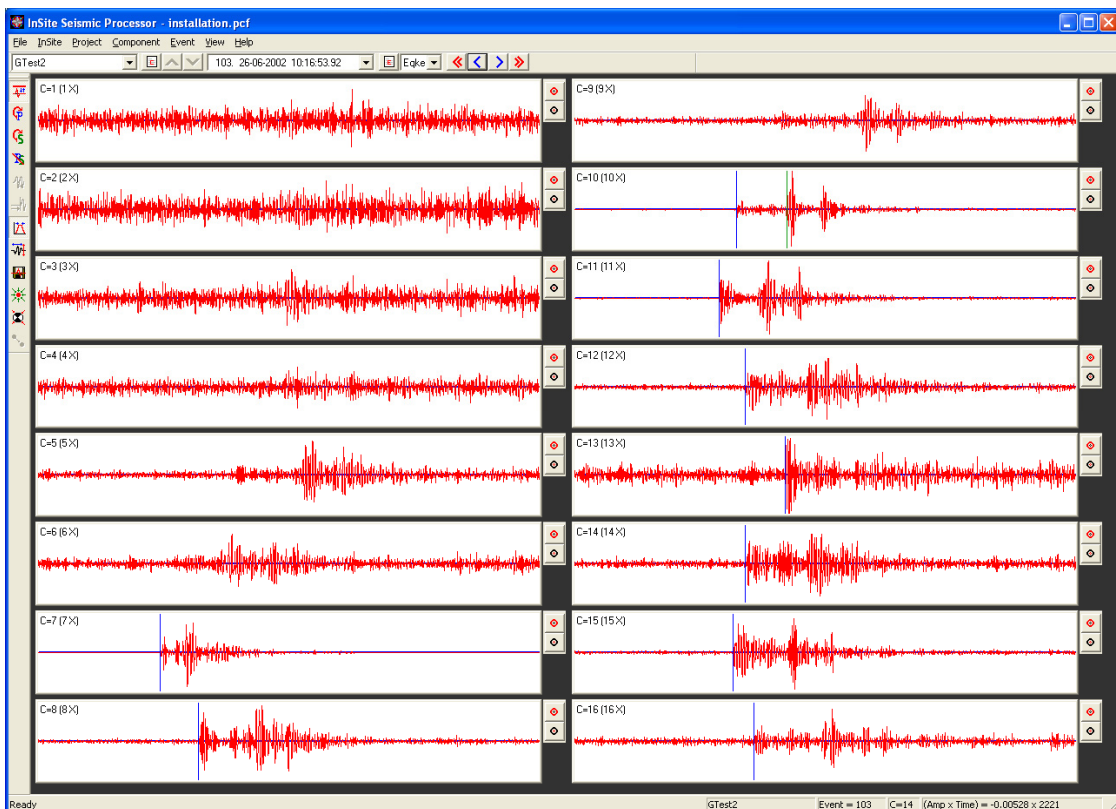 InSite Seismic Processor - installation.pcf
File InSite Project Component Event View Help
GTest2 E 103. 26-06-2002 10:16:53.92 E Eqke
C=1 (1X)
C=2 (2X)
C=3 (3X)
C=4 (4X)
C=5 (5X)
C=6 (6X)
C=7 (7X)
C=8 (8X)
C=9 (9X)
C=10 (10X)
C=11 (11X)
C=12 (12X)
C=13 (13X)
C=14 (14X)
C=15 (15X)
C=16 (16X)
Ready GTest2 Event = 103 C=14 (Amp x Time) = -0.00528 x 2221